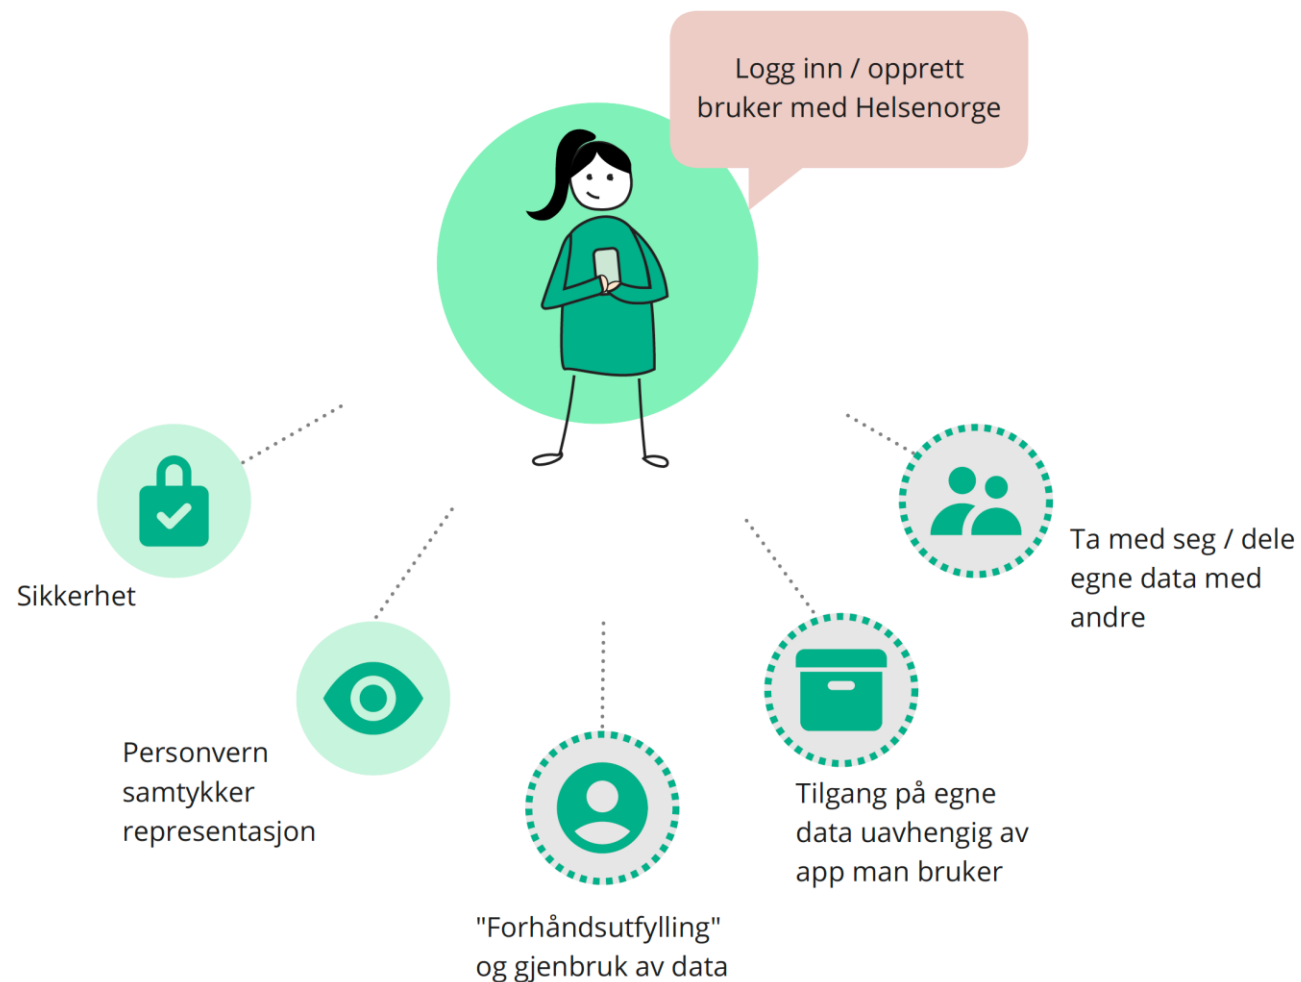 Logg inn / opprett
bruker med Helsenorge
Sikkerhet
Personvern
samtykker
representasjon
"Forhåndsutfylling"
og gjenbruk av data
Tilgang på egne
data uavhengig av
app man bruker
Ta med seg / dele
egne data med
andre